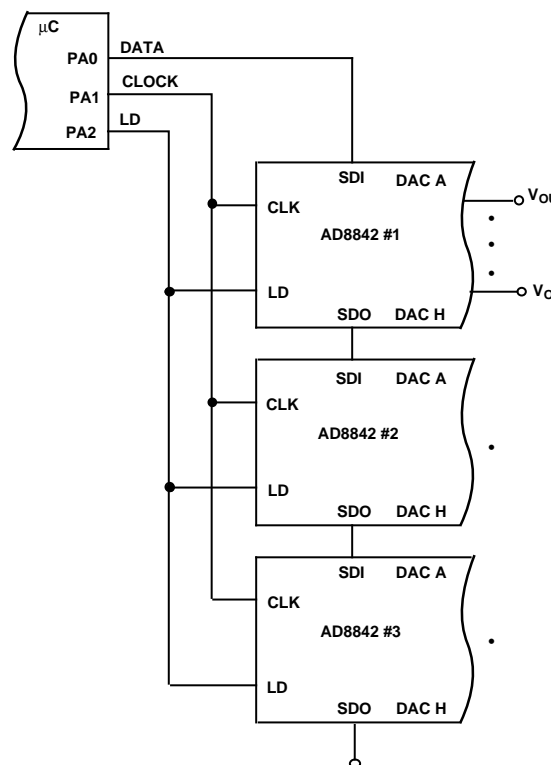 µC
PA0 DATA
PA1 CLOCK
PA2 LD
SDI DAC A
CLK
AD8842 #1
LD
SDO DAC H
SDI DAC A
CLK
AD8842 #2
LD
SDO DAC H
SDI DAC A
CLK
AD8842 #3
LD
SDO DAC H